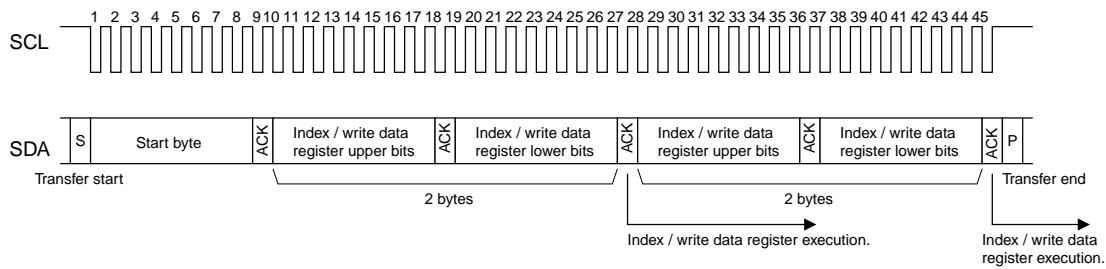 1 2 3 4 5 6 7 8 9 10 11 12 13 14 15 16 17 18 19 20 21 22 23 24 25 26 27 28 29 30 31 32 33 34 35 36 37 38 39 40 41 42 43 44 45
SCL
SDA
S
Start byte
ACK
Index / write data
register upper bits
ACK
Index / write data
register lower bits
ACK
Index / write data
register upper bits
ACK
Index / write data
register lower bits
ACK
P
Transfer start
Transfer end
2 bytes
2 bytes
Index / write data register execution.
Index / write data
register execution.